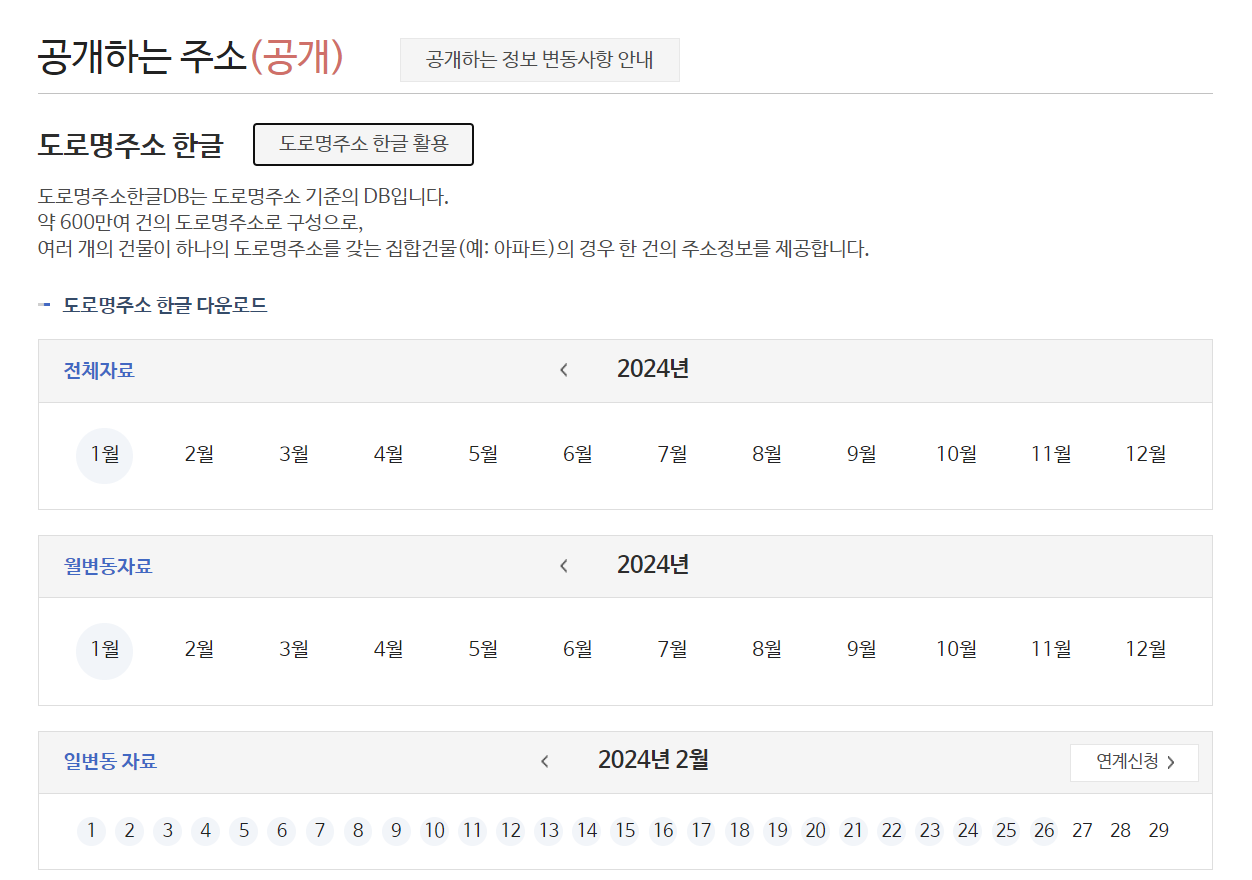 공개하는 주소(공개) 공개하는 정보 변동사항 안내
도로명주소 한글 도로명주소 한글 활용
도로명주소한글DB는 도로명주소 기준의 DB입니다.
약 600만여 건의 도로명주소로 구성으로,
여러 개의 건물이 하나의 도로명주소를 갖는 집합건물(예: 아파트)의 경우 한 건의 주소정보를 제공합니다.
도로명주소 한글 다운로드
전체자료 2024년
1월 2월 3월 4월 5월 6월 7월 8월 9월 10월 11월 12월
월변동자료 2024년
1월 2월 3월 4월 5월 6월 7월 8월 9월 10월 11월 12월
일변동 자료 2024년 2월 연계신청
1 2 3 4 5 6 7 8 9 10 11 12 13 14 15 16 17 18 19 20 21 22 23 24 25 26 27 28 29